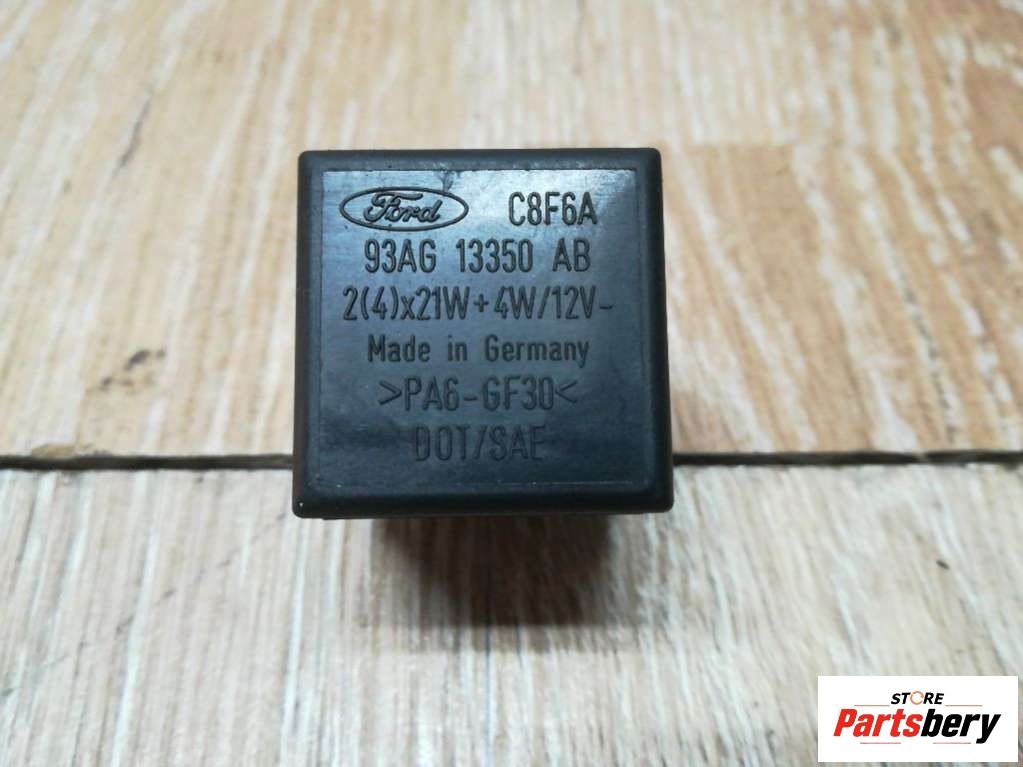 Ford C8F6A
93AG 13350 AB
2(4)x21W+4W/12V-
Made in Germany
>PA6-GF30<
DOT/SAE
STORE
Partsbery